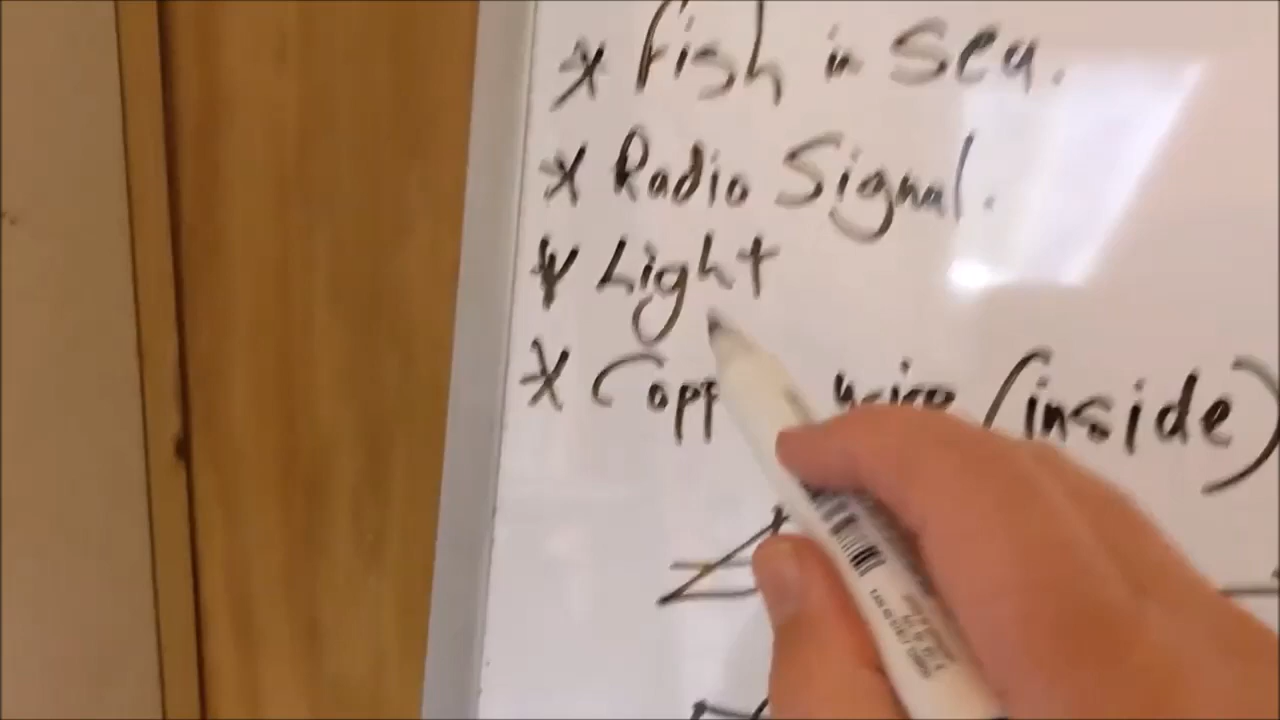 * Fish in Sea.
* Radio Signal.
* Light
* Copp wire (inside)